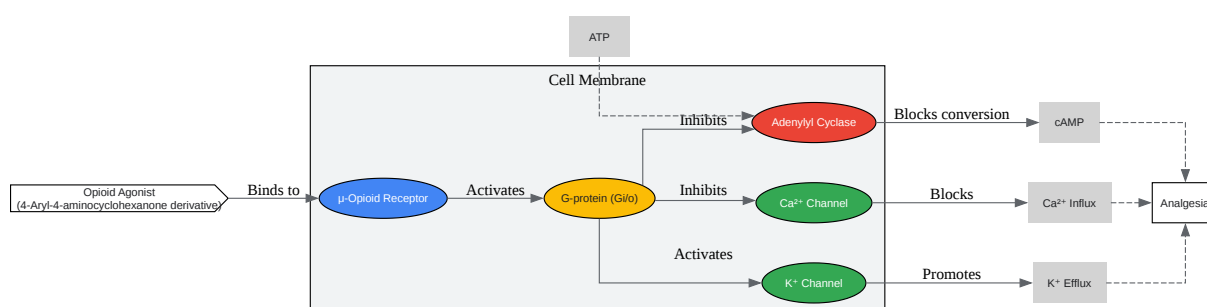 ATP
Cell Membrane
Inhibits
Adenylyl Cyclase
Blocks conversion
cAMP
Opioid Agonist
(4-Aryl-4-aminocyclohexanone derivative)
Binds to
μ-Opioid Receptor
Activates
G-protein (Gi/o)
Inhibits
Ca²⁺ Channel
Blocks
Ca²⁺ Influx
Analgesia
Activates
K⁺ Channel
Promotes
K⁺ Efflux